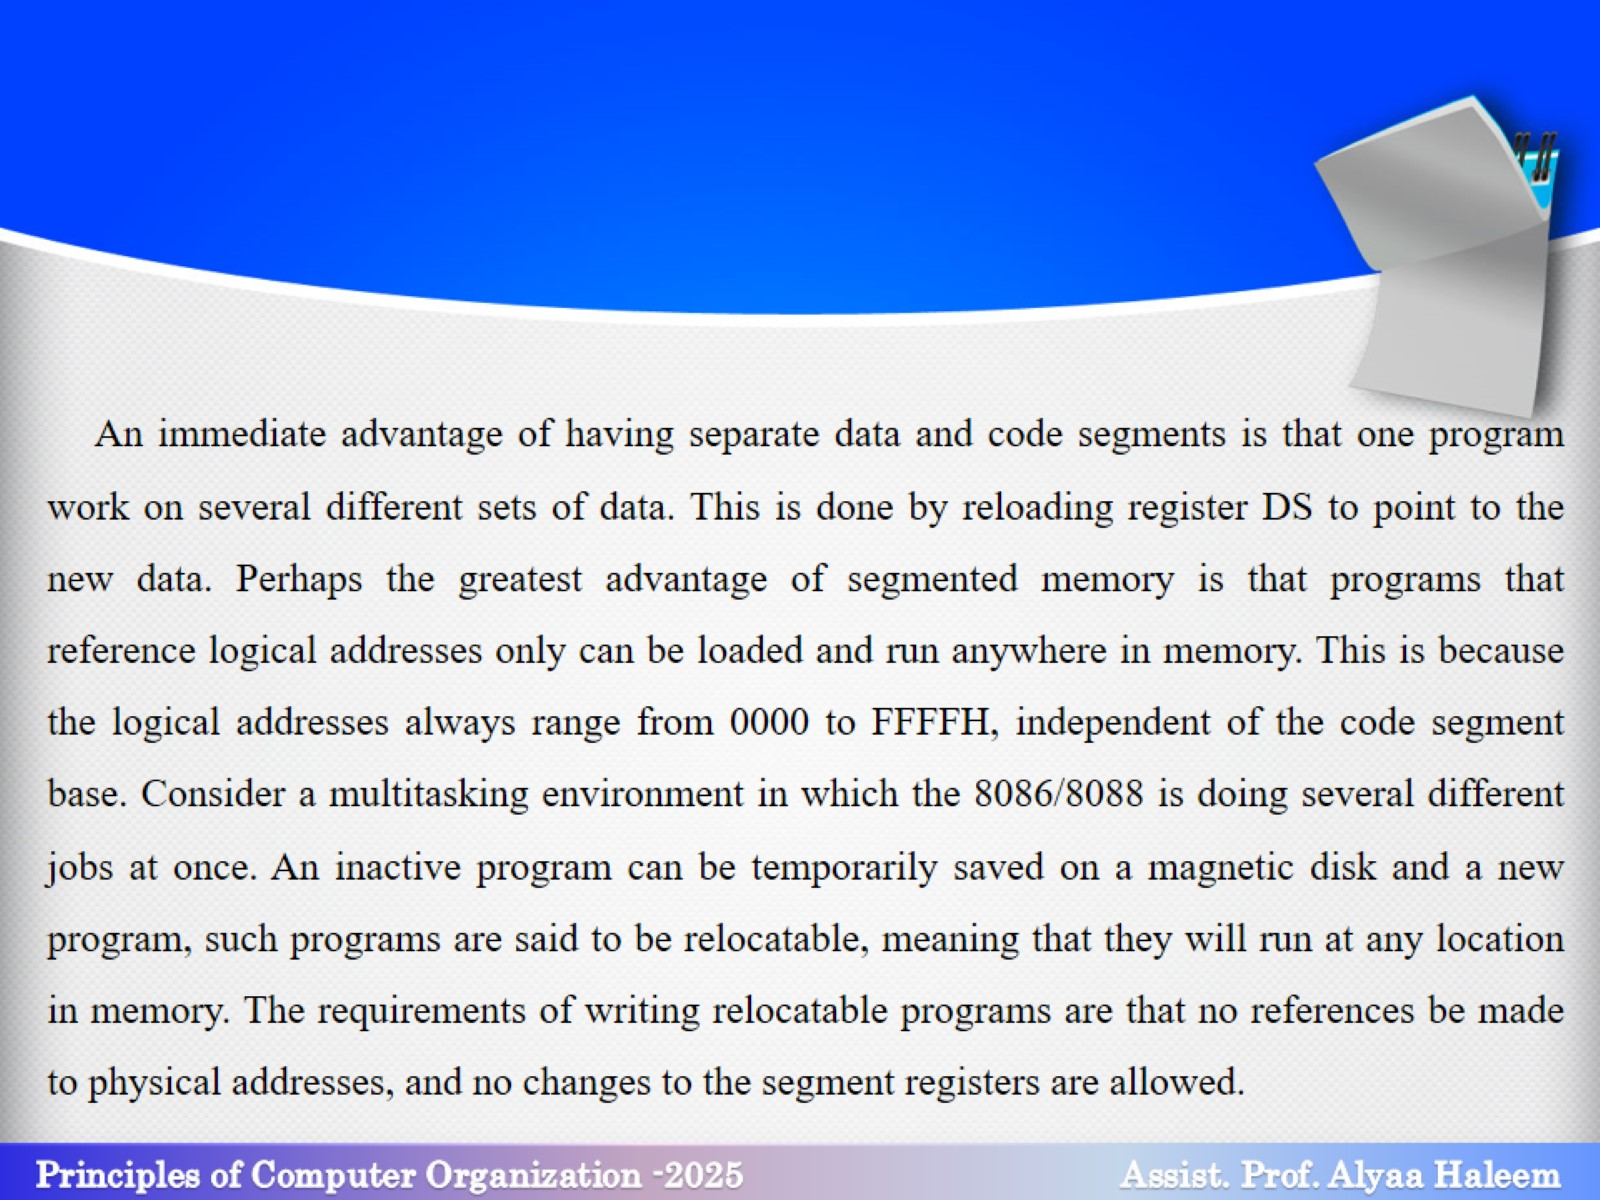 An immediate advantage of having separate data and code segments is that one program
work on several different sets of data. This is done by reloading register DS to point to the
new data. Perhaps the greatest advantage of segmented memory is that programs that
reference logical addresses only can be loaded and run anywhere in memory. This is because
the logical addresses always range from 0000 to FFFFH, independent of the code segment
base. Consider a multitasking environment in which the 8086/8088 is doing several different
jobs at once. An inactive program can be temporarily saved on a magnetic disk and a new
program, such programs are said to be relocatable, meaning that they will run at any location
in memory. The requirements of writing relocatable programs are that no references be made
to physical addresses, and no changes to the segment registers are allowed.
Principles of Computer Organization -2025
Assist. Prof. Alyaa Haleem